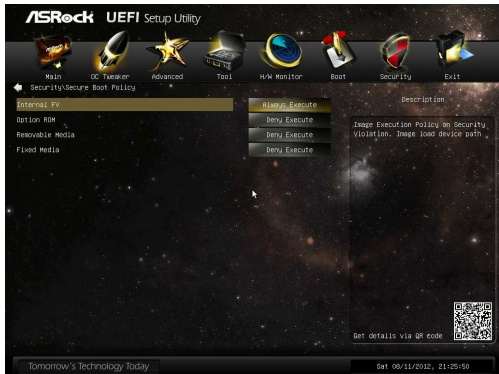 ASRock UEFI Setup Utility
Main OC Tweaker Advanced Tool H/W Monitor Boot Security Exit
Security\Secure Boot Policy
Description
Internal FV Always Execute
Option ROM Deny Execute
Removable Media Deny Execute
Fixed Media Deny Execute
Image Execution Policy on Security
Violation. Image load device path
Get details via QR code
Tomorrow's Technology Today
Sat 08/11/2012, 21:25:50